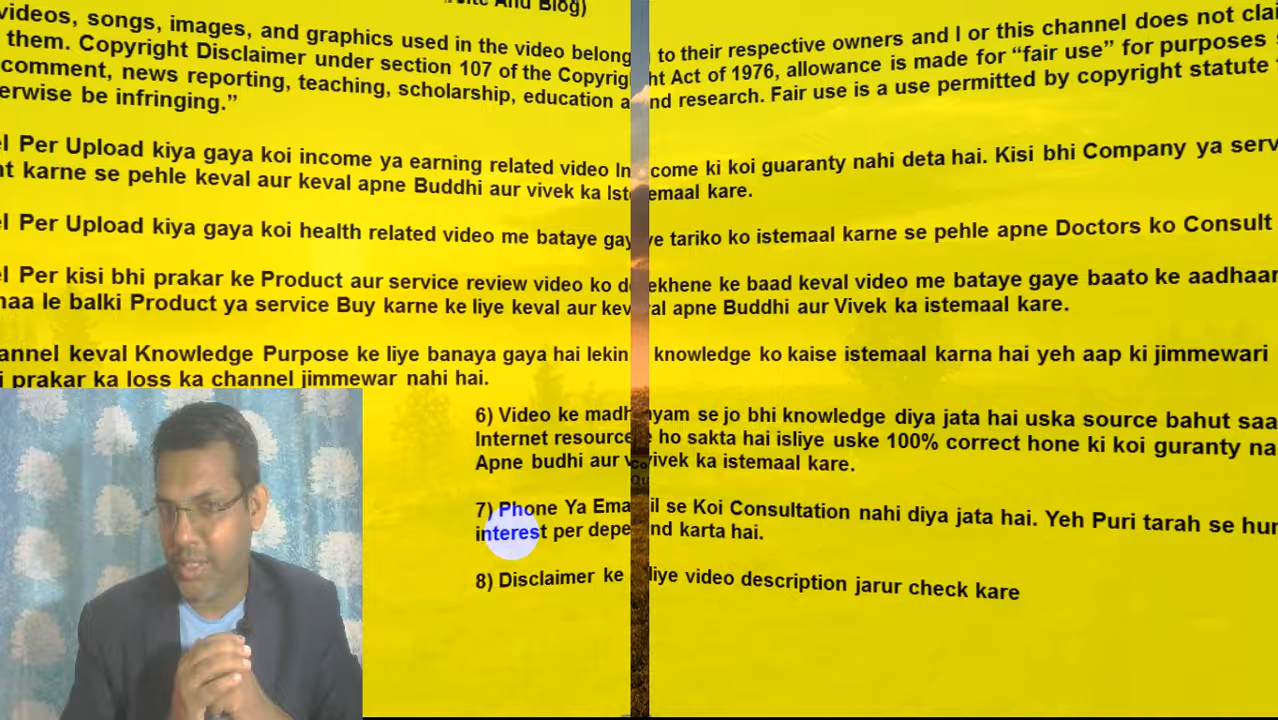 And Blog)
videos, songs, images, and graphics used in the video belong to their respective owners and I or this channel does not clai
them. Copyright Disclaimer under section 107 of the Copyright Act of 1976, allowance is made for “fair use” for purposes
comment, news reporting, teaching, scholarship, education and research. Fair use is a use permitted by copyright statute
erwise be infringing.”
el Per Upload kiya gaya koi income ya earning related video Income ki koi guaranty nahi deta hai. Kisi bhi Company ya serv
nt karne se pehle keval aur keval apne Buddhi aur vivek ka Istemaal kare.
el Per Upload kiya gaya koi health related video me bataye gaye tariko ko istemaal karne se pehle apne Doctors ko Consult
el Per kisi bhi prakar ke Product aur service review video ko dekhene ke baad keval video me bataye gaye baato ke aadhaar
naa le balki Product ya service Buy karne ke liye keval aur keval apne Buddhi aur Vivek ka istemaal kare.
annel keval Knowledge Purpose ke liye banaya gaya hai lekin knowledge ko kaise istemaal karna hai yeh aap ki jimmewari
i prakar ka loss ka channel jimmewar nahi hai.
6) Video ke madhyam se jo bhi knowledge diya jata hai uska source bahut saa
Internet resource ho sakta hai isliye uske 100% correct hone ki koi guranty na
Apne budhi aur vivek ka istemaal kare.
7) Phone Ya Email se Koi Consultation nahi diya jata hai. Yeh Puri tarah se hum
interest per depend karta hai.
8) Disclaimer ke liye video description jarur check kare